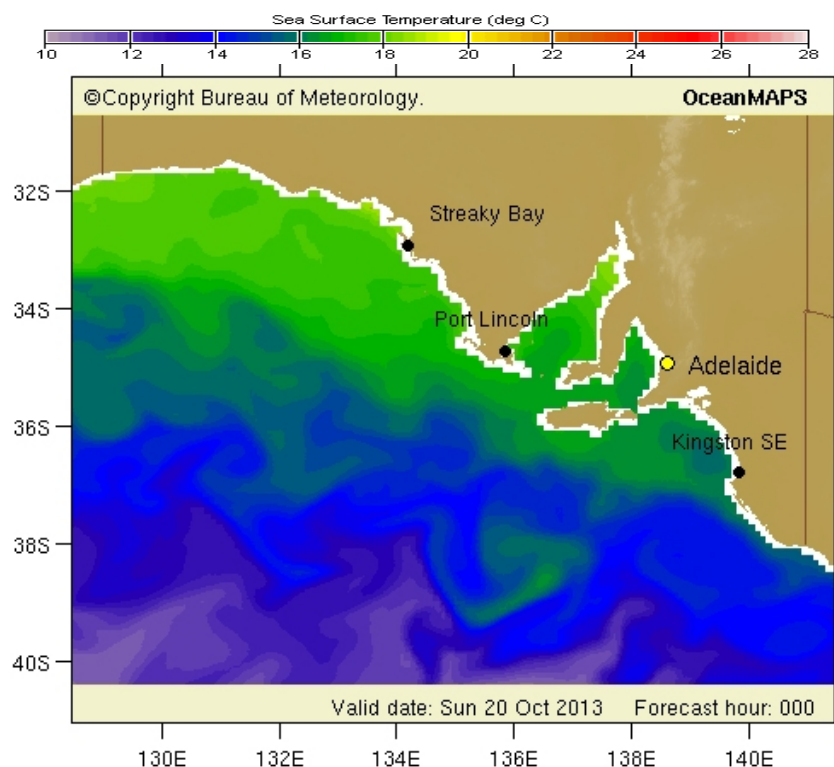 Sea Surface Temperature (deg C)
10 12 14 16 18 20 22 24 26 28
©Copyright Bureau of Meteorology. OceanMAPS
32S
Streaky Bay
34S
Port Lincoln
Adelaide
36S
Kingston SE
38S
40S
Valid date: Sun 20 Oct 2013 Forecast hour: 000
130E 132E 134E 136E 138E 140E